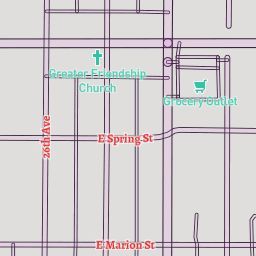 Greater Friendship
Church
Grocery Outlet
26th Ave
E Spring St
E Marion St